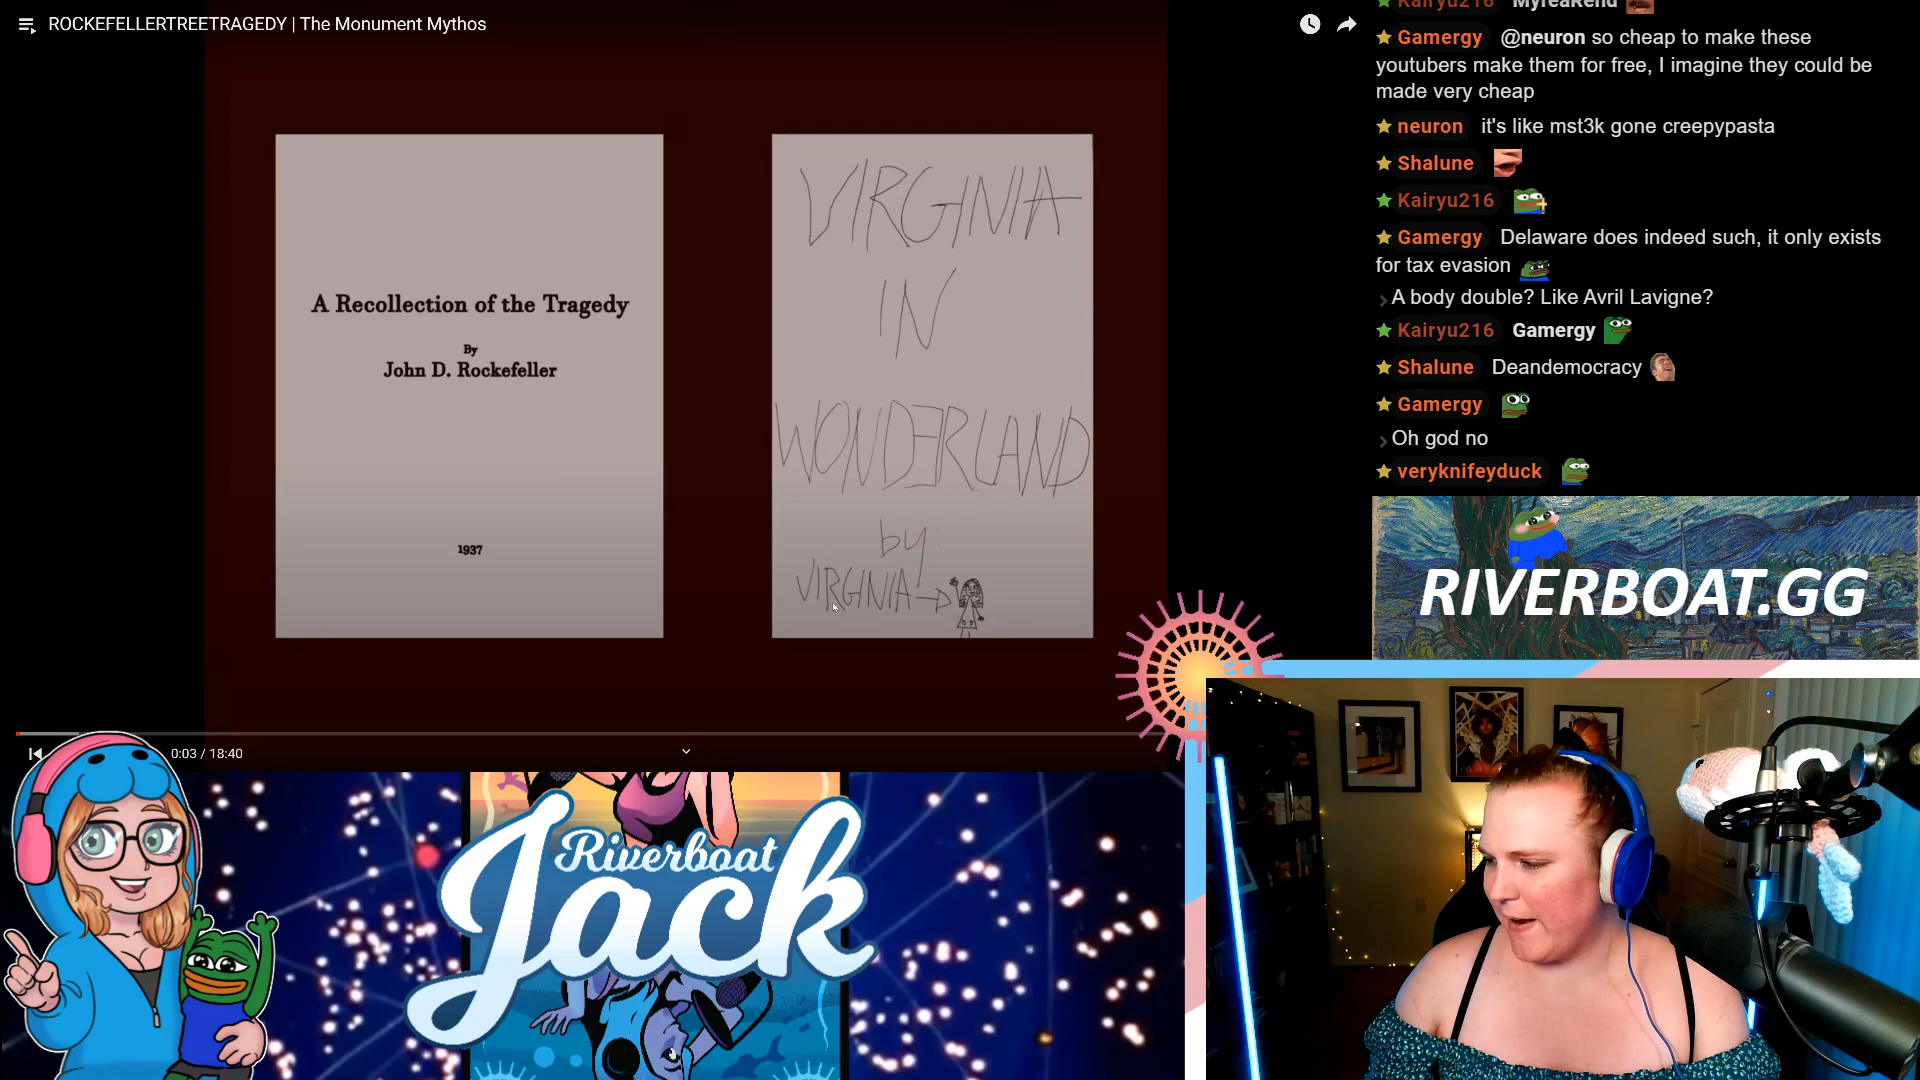 ROCKEFELLERTREETRAGEDY | The Monument Mythos
A Recollection of the Tragedy
By
John D. Rockefeller
1937
VIRGINIA
IN
WONDERLAND
by:
VIRGINIA
0:03 / 18:40
Kairyu216 MyreaRend
Gamergy @neuron so cheap to make these
youtubers make them for free, I imagine they could be
made very cheap
neuron it's like mst3k gone creepypasta
Shalune
Kairyu216
Gamergy Delaware does indeed such, it only exists
for tax evasion
A body double? Like Avril Lavigne?
Kairyu216 Gamergy
Shalune Deandemocracy
Gamergy
Oh god no
veryknifeyduck
RIVERBOAT.GG
Riverboat
Jack